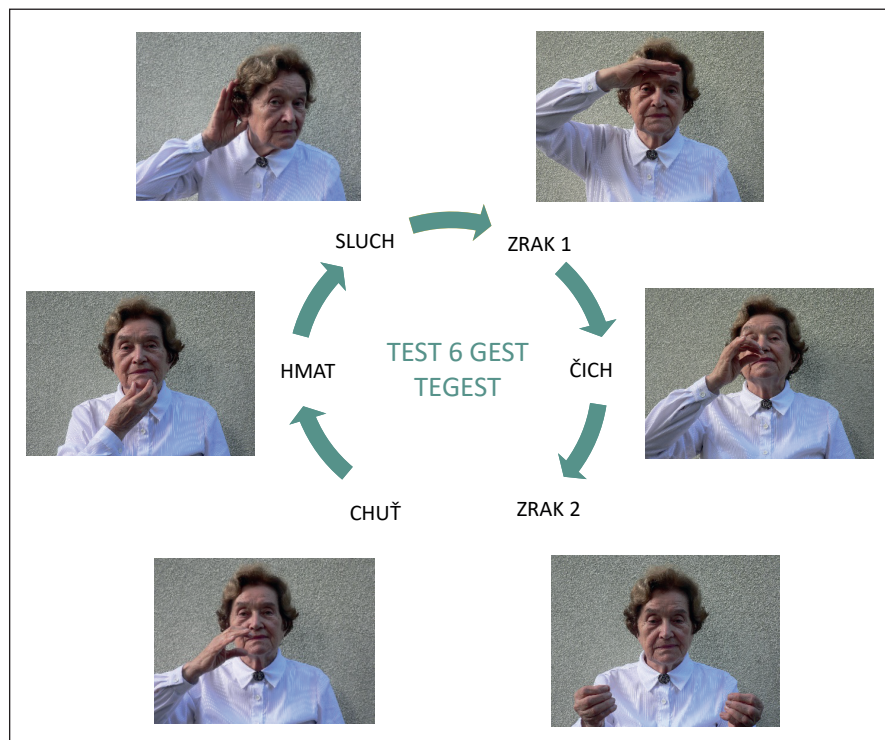 SLUCH
ZRAK 1
TEST 6 GEST
TEGEST
HMAT
ČICH
CHUŤ
ZRAK 2